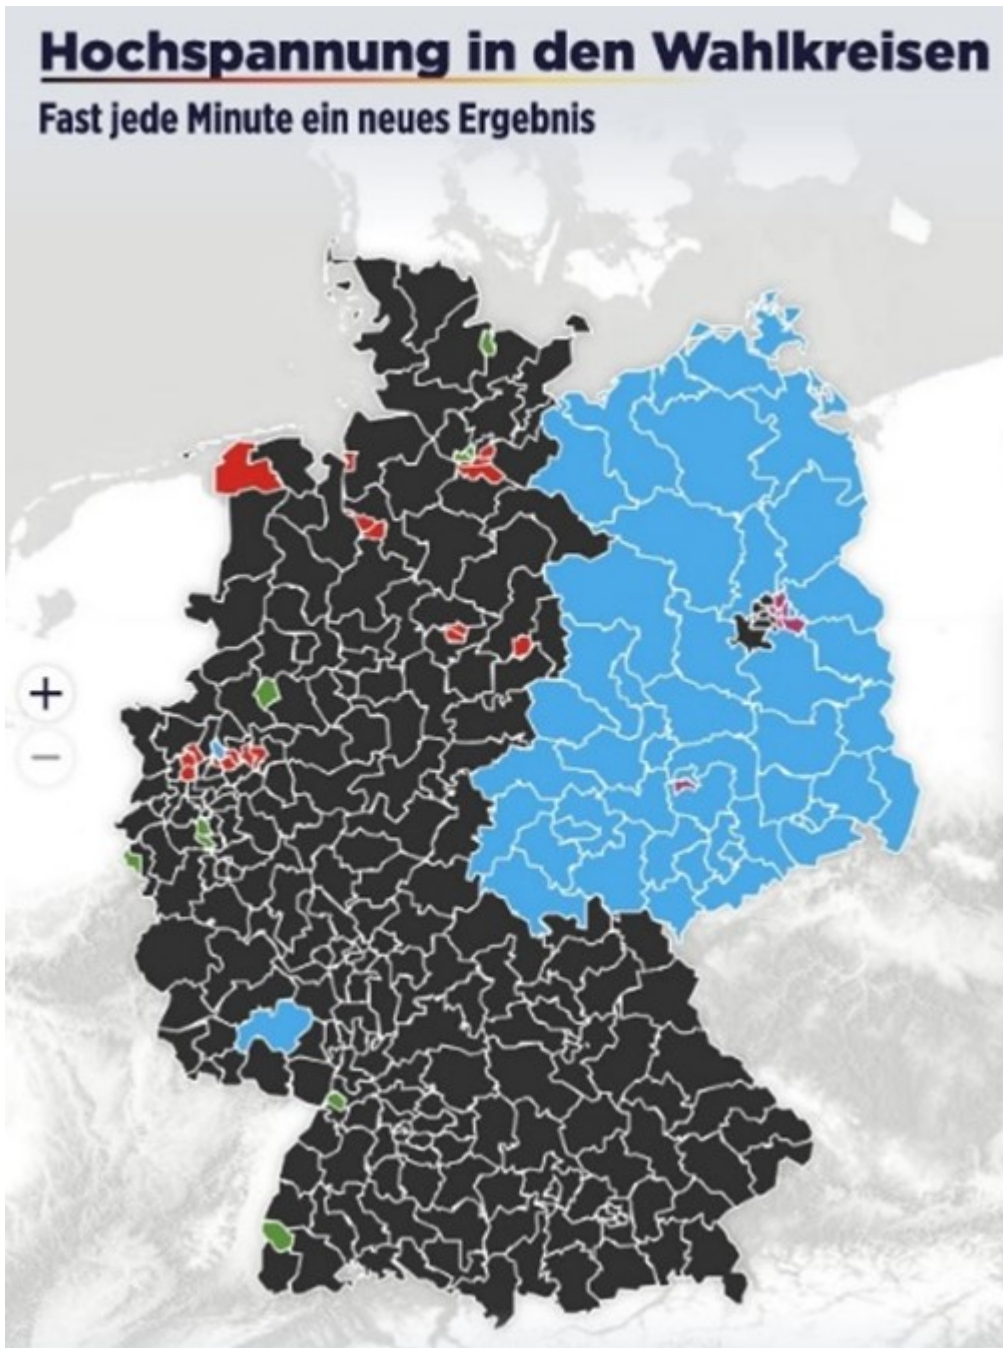 Hochspannung in den Wahlkreisen
Fast jede Minute ein neues Ergebnis
+
−